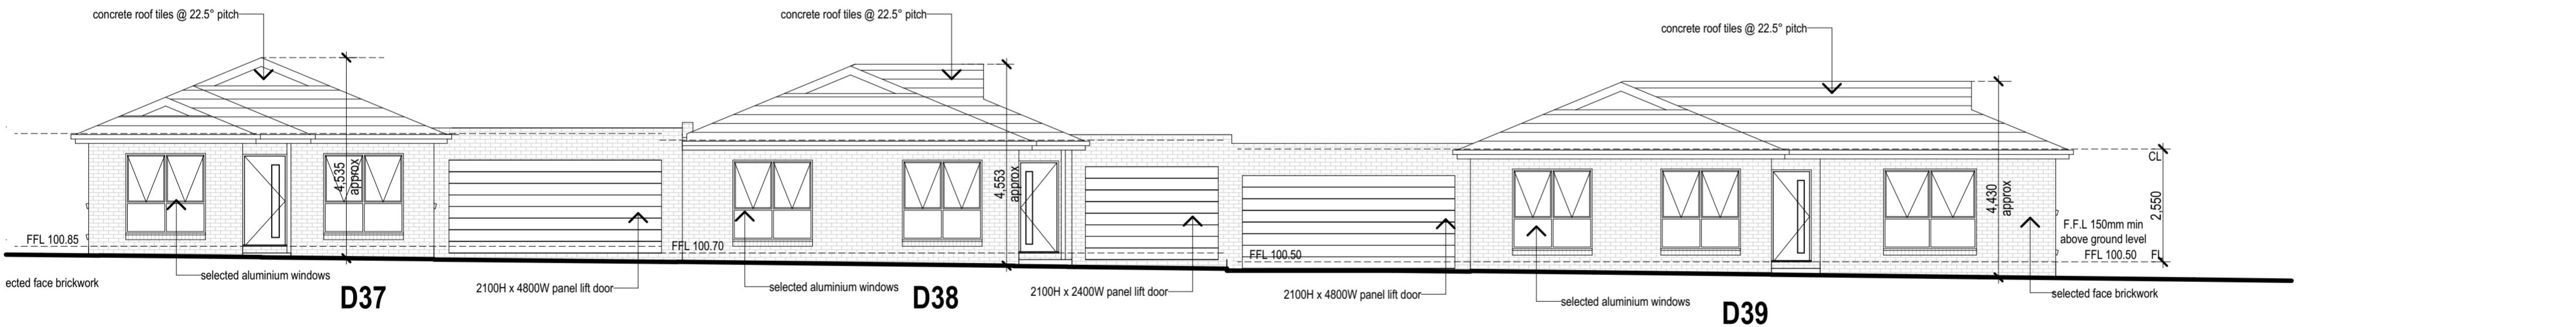 concrete roof tiles @ 22.5° pitch
concrete roof tiles @ 22.5° pitch
concrete roof tiles @ 22.5° pitch
4,535
approx
4,553
approx
4,430
approx
CL
2,550
FL
F.F.L 150mm min
above ground level
FFL 100.50
FFL 100.85
FFL 100.70
FFL 100.50
ected face brickwork
selected aluminium windows
D37
2100H x 4800W panel lift door
selected aluminium windows
D38
2100H x 2400W panel lift door
2100H x 4800W panel lift door
selected aluminium windows
D39
selected face brickwork